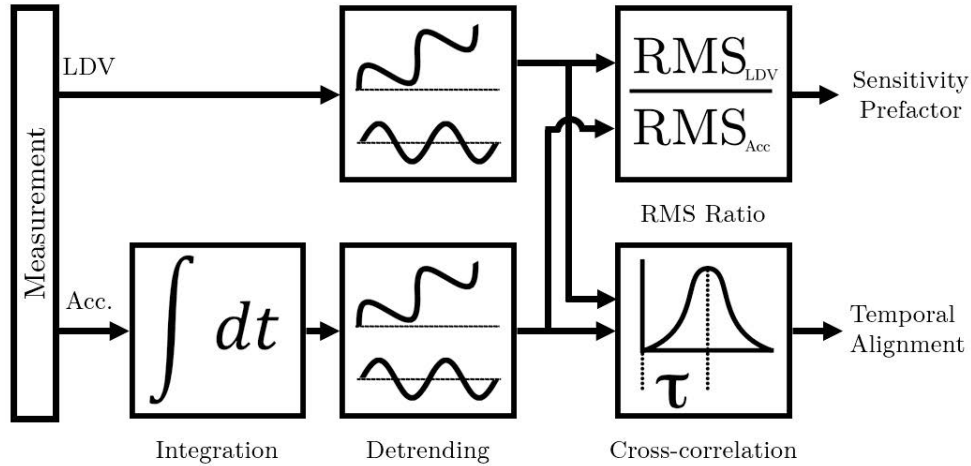 Measurement
LDV
Acc.
∫ dt
RMS_LDV
RMS_Acc
τ
Sensitivity
Prefactor
RMS Ratio
Temporal
Alignment
Integration
Detrending
Cross-correlation